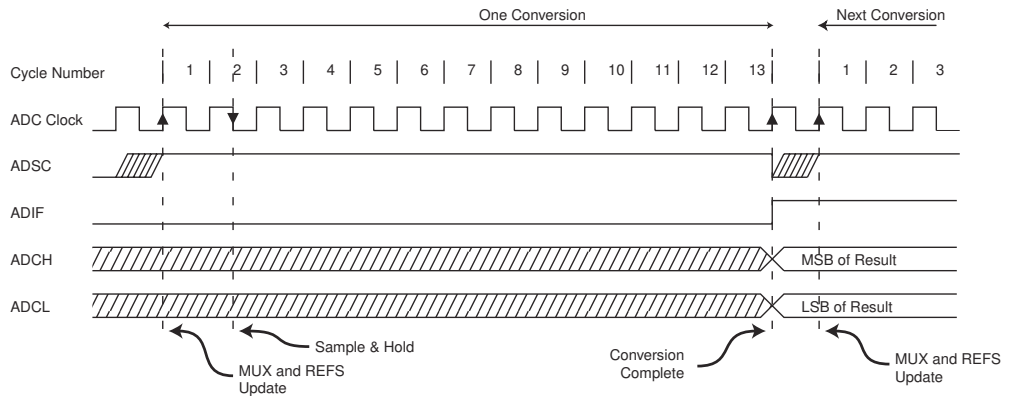 One Conversion
Next Conversion
Cycle Number
1 2 3 4 5 6 7 8 9 10 11 12 13 1 2 3
ADC Clock
ADSC
ADIF
ADCH
MSB of Result
ADCL
LSB of Result
Sample & Hold
MUX and REFS
Update
Conversion
Complete
MUX and REFS
Update